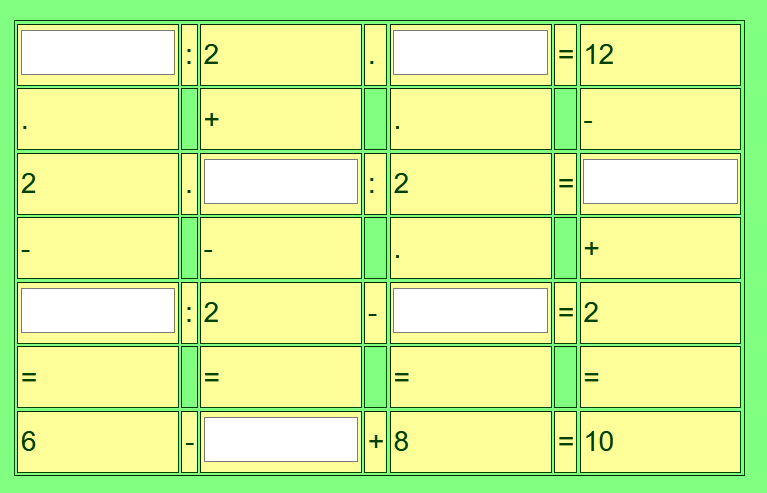 : 2 . = 12
. + . -
2 . : 2 =
- - . +
: 2 - = 2
= = = =
6 - + 8 = 10